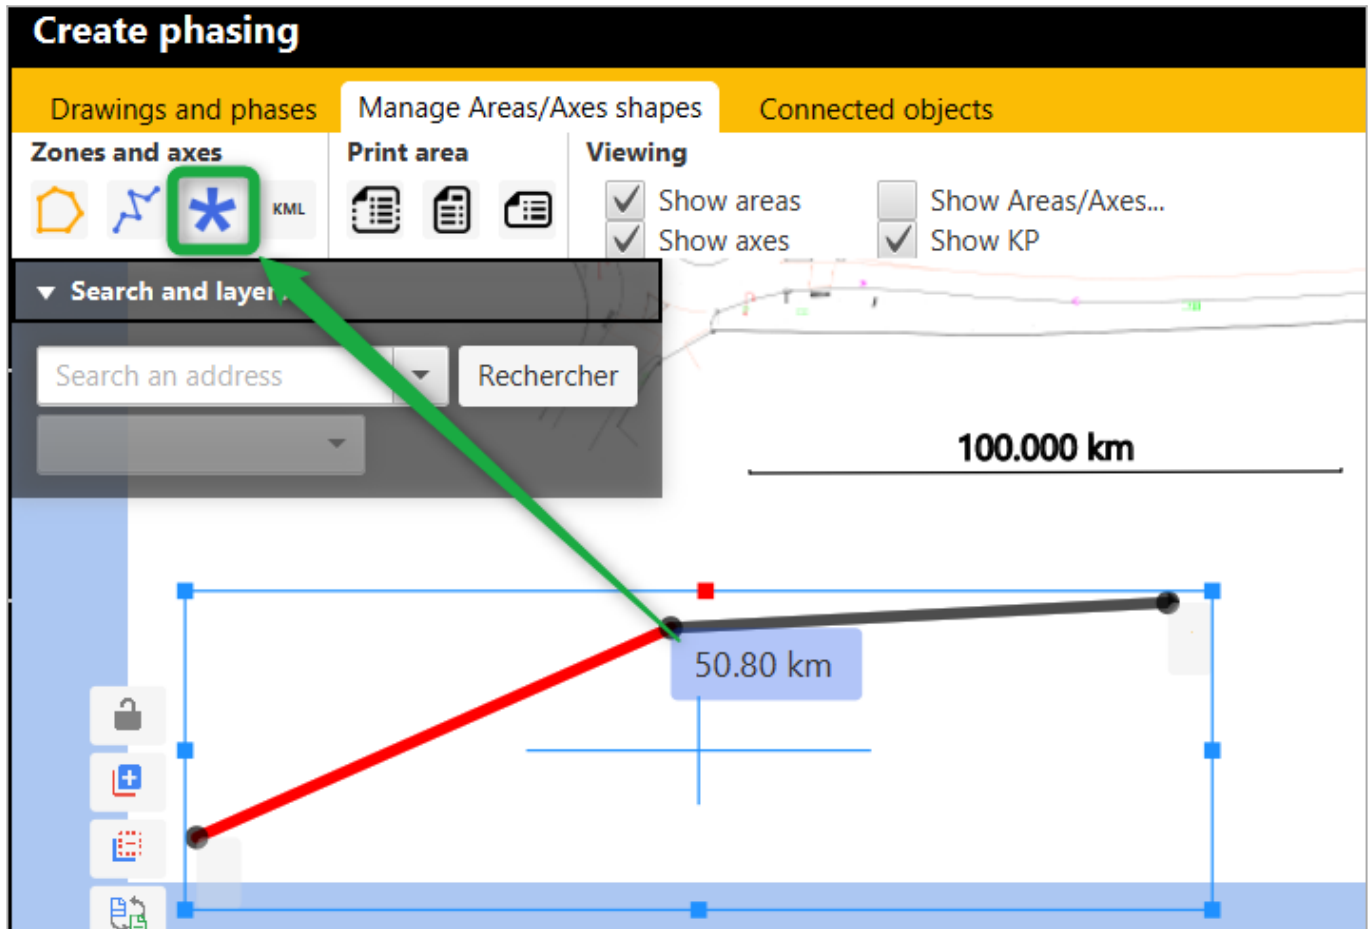 Create phasing
Drawings and phases
Manage Areas/Axes shapes
Connected objects
Zones and axes
Print area
Viewing
KML
Show areas
Show Areas/Axes...
Show axes
Show KP
Search and layer
Search an address
Rechercher
100.000 km
50.80 km